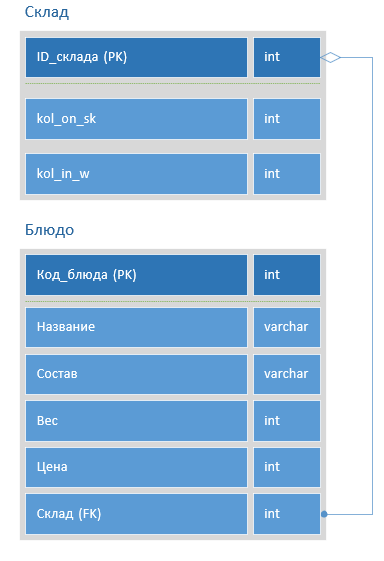 Склад
ID_склада (PK) int
kol_on_sk int
kol_in_w int
Блюдо
Код_блюда (PK) int
Название varchar
Состав varchar
Вес int
Цена int
Склад (FK) int